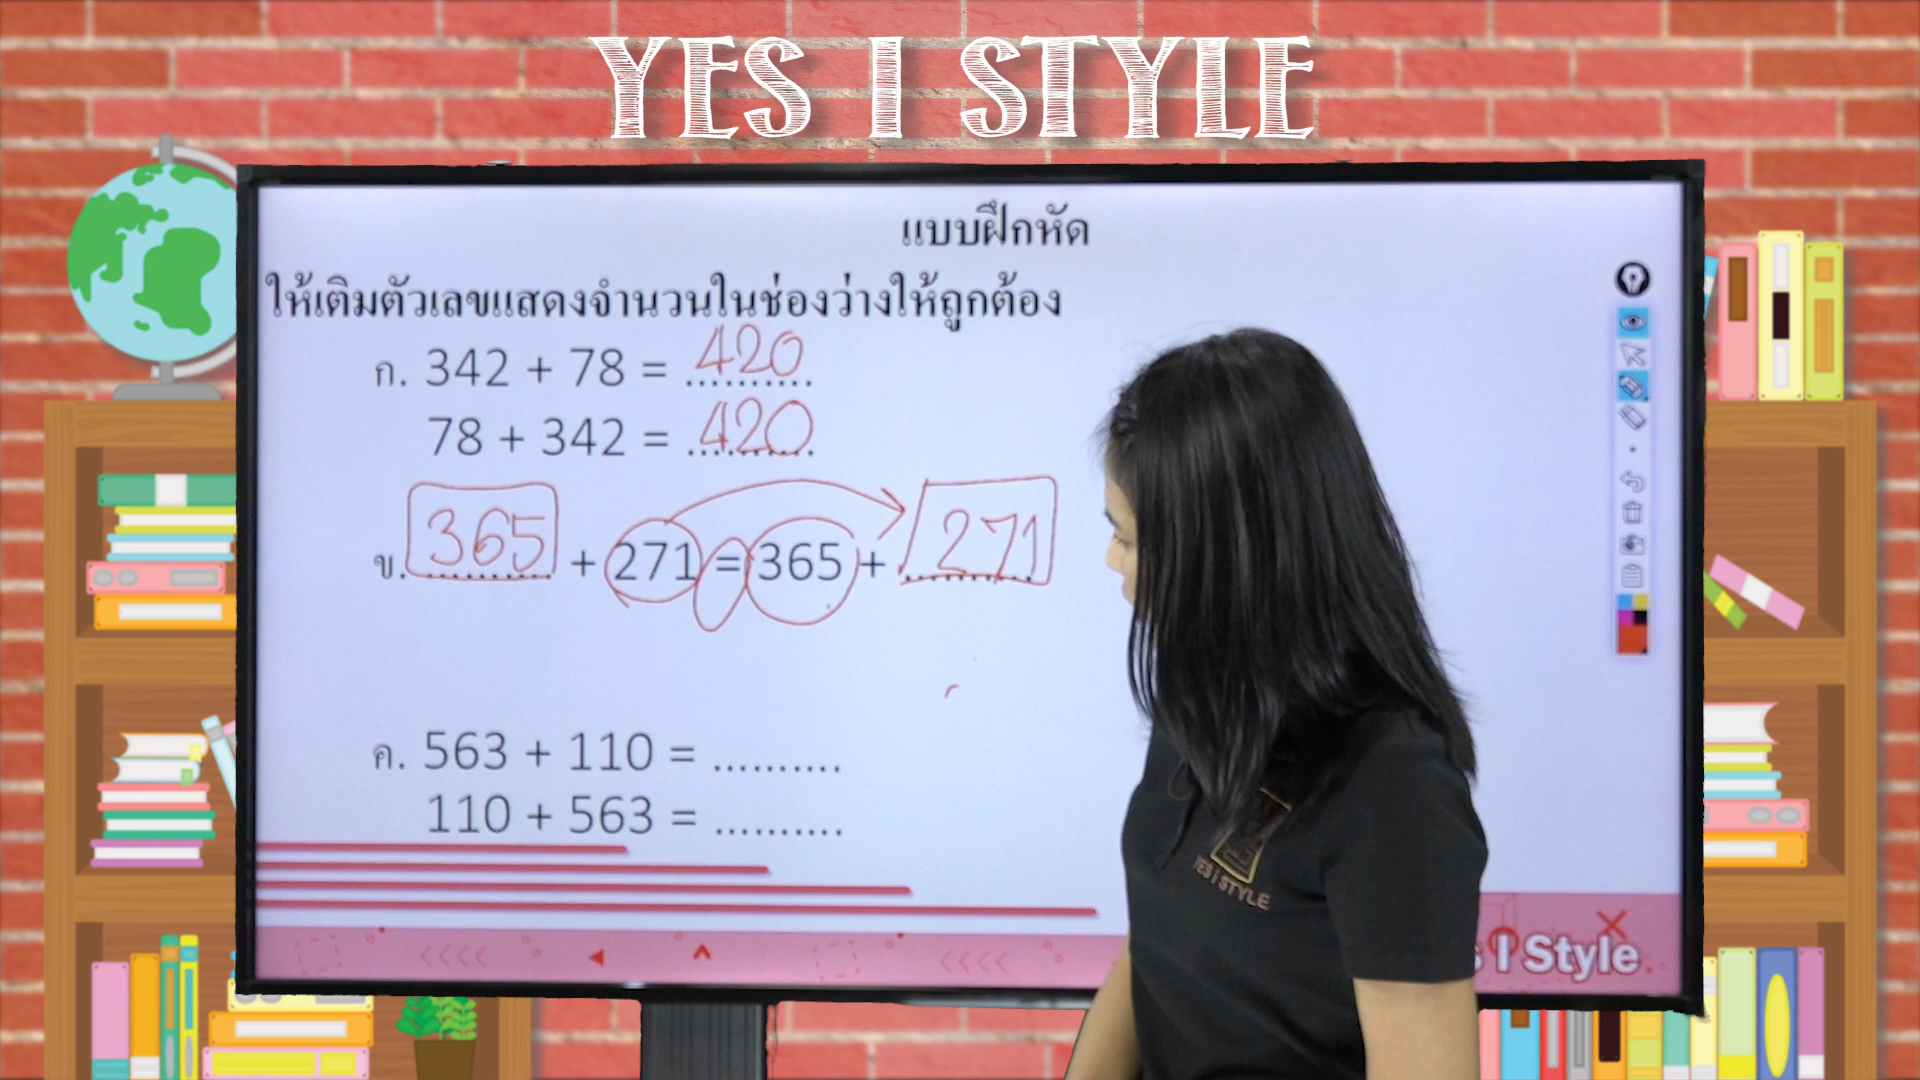 YES I STYLE
แบบฝึกหัด
ให้เติมตัวเลขแสดงจำนวนในช่องว่างให้ถูกต้อง
ก. 342 + 78 = 420
78 + 342 = 420
ข. 365 + 271 = 365 + 271
ค. 563 + 110 = ..........
110 + 563 = ..........
YES I STYLE
I Style